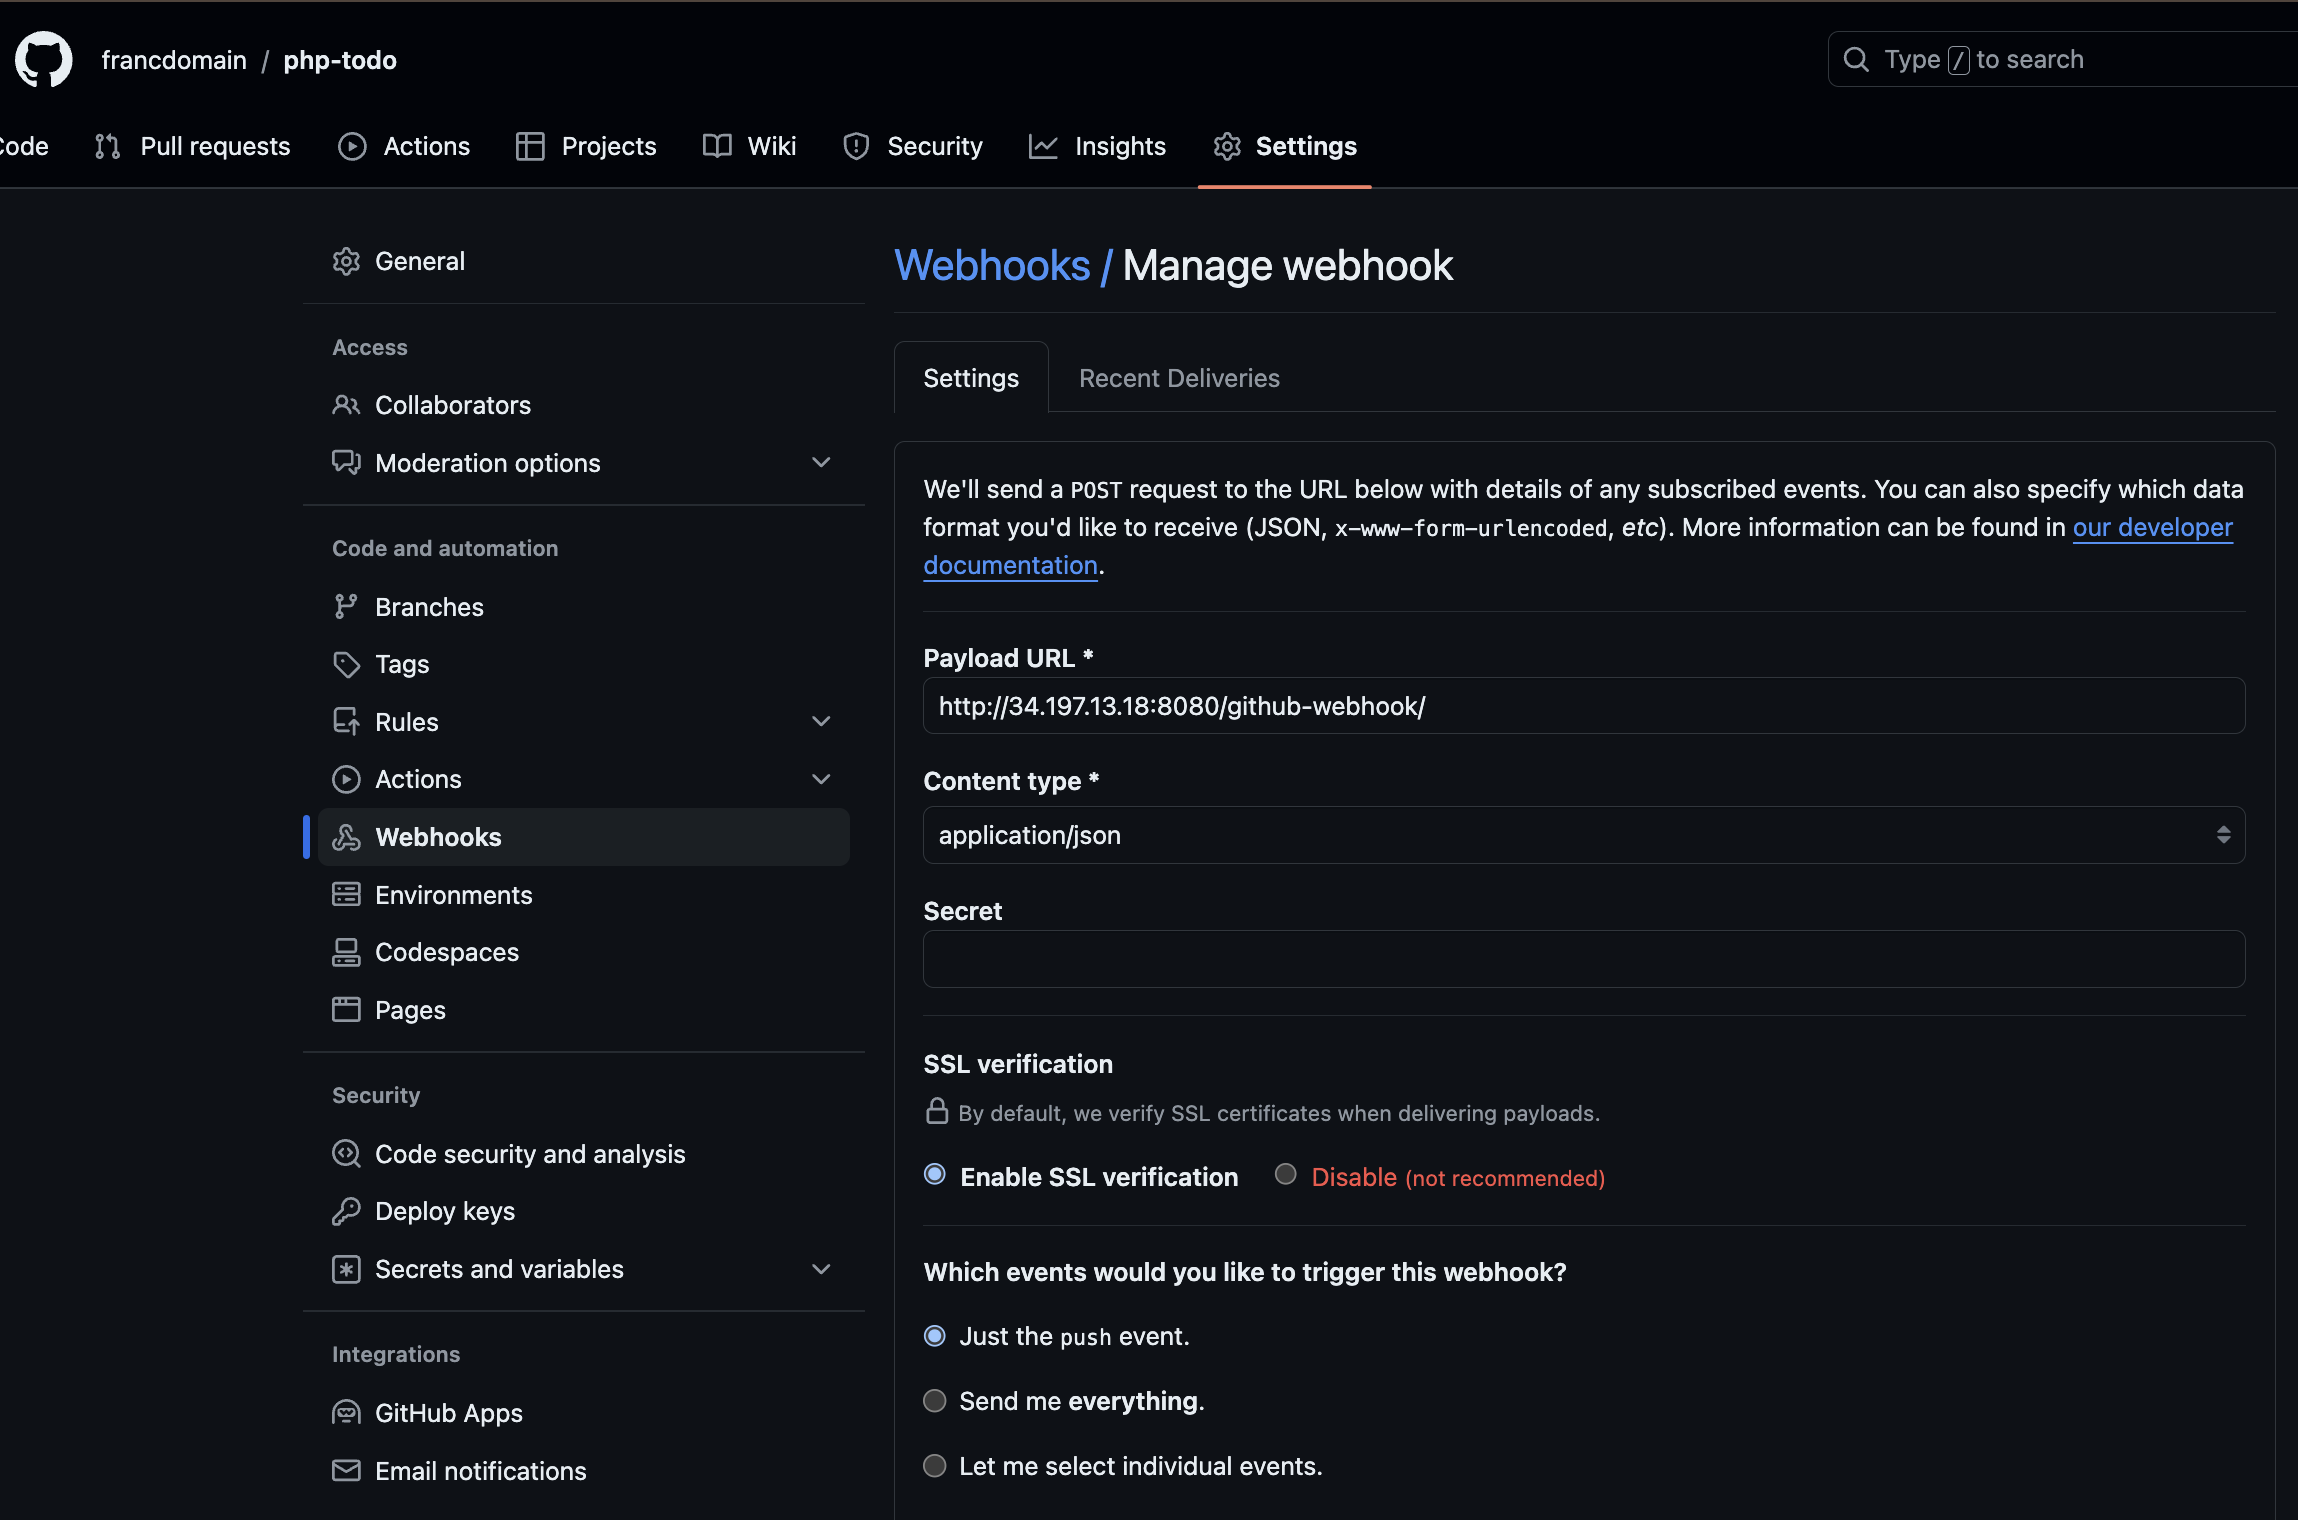 francdomain / php-todo
Type / to search
Code Pull requests Actions Projects Wiki Security Insights Settings
General
Access
Collaborators
Moderation options
Code and automation
Branches
Tags
Rules
Actions
Webhooks
Environments
Codespaces
Pages
Security
Code security and analysis
Deploy keys
Secrets and variables
Integrations
GitHub Apps
Email notifications
Webhooks / Manage webhook
Settings Recent Deliveries
We'll send a POST request to the URL below with details of any subscribed events. You can also specify which data
format you'd like to receive (JSON, x-www-form-urlencoded, etc). More information can be found in our developer
documentation.
Payload URL *
http://34.197.13.18:8080/github-webhook/
Content type *
application/json
Secret
SSL verification
By default, we verify SSL certificates when delivering payloads.
Enable SSL verification Disable (not recommended)
Which events would you like to trigger this webhook?
Just the push event.
Send me everything.
Let me select individual events.